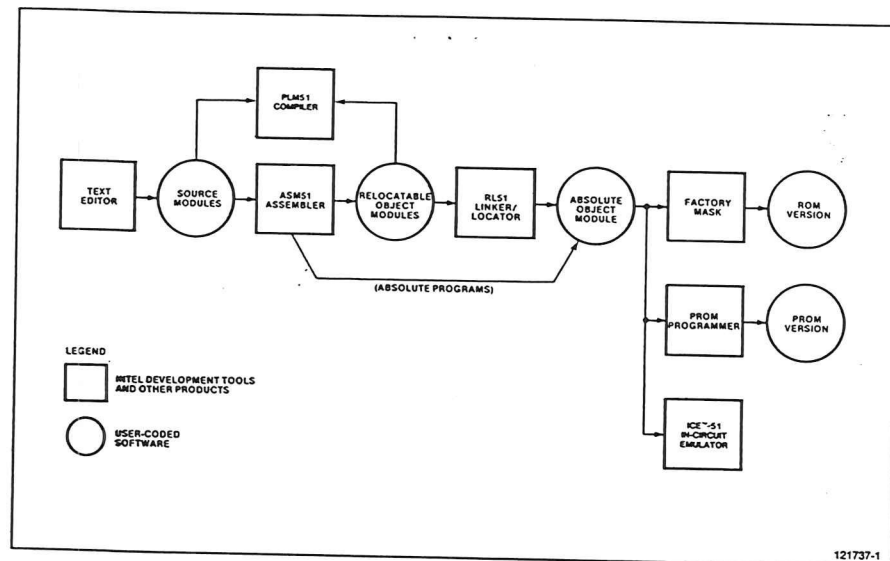 PLM51
COMPILER
TEXT
EDITOR
SOURCE
MODULES
ASM51
ASSEMBLER
RELOCATABLE
OBJECT
MODULES
RL51
LINKER/
LOCATOR
ABSOLUTE
OBJECT
MODULE
FACTORY
MASK
ROM
VERSION
(ABSOLUTE PROGRAMS)
PROM
PROGRAMMER
PROM
VERSION
LEGEND
INTEL DEVELOPMENT TOOLS
AND OTHER PRODUCTS
USER-CODED
SOFTWARE
ICE™-51
IN-CIRCUIT
EMULATOR
121737-1